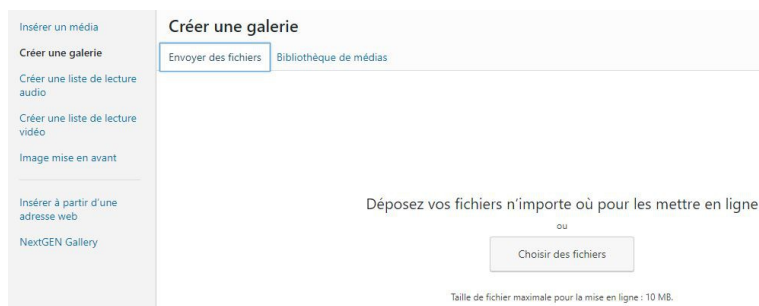 Insérer un média
Créer une galerie
Créer une liste de lecture
audio
Créer une liste de lecture
vidéo
Image mise en avant
Insérer à partir d'une
adresse web
NextGEN Gallery
Créer une galerie
Envoyer des fichiers
Bibliothèque de médias
Déposez vos fichiers n'importe où pour les mettre en ligne
ou
Choisir des fichiers
Taille de fichier maximale pour la mise en ligne : 10 MB.